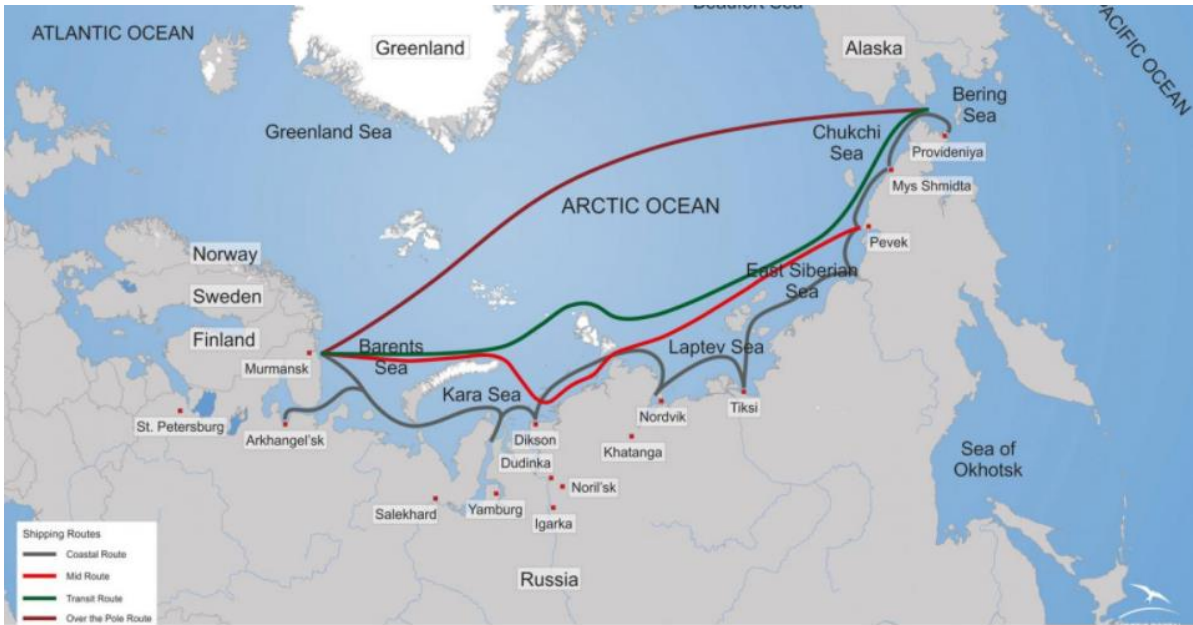 Beaufort Sea
ATLANTIC OCEAN
PACIFIC OCEAN
Greenland
Alaska
Bering
Sea
Greenland Sea
Chukchi
Sea
Provideniya
Mys Shmidta
ARCTIC OCEAN
Pevek
Norway
East Siberian
Sea
Sweden
Finland
Barents
Sea
Murmansk
Laptev Sea
Kara Sea
St. Petersburg
Arkhangel'sk
Dikson
Nordvik
Tiksi
Khatanga
Sea of
Okhotsk
Dudinka
Noril'sk
Salekhard
Yamburg
Igarka
Russia
Shipping Routes
Coastal Route
Mid Route
Transit Route
Over the Pole Route